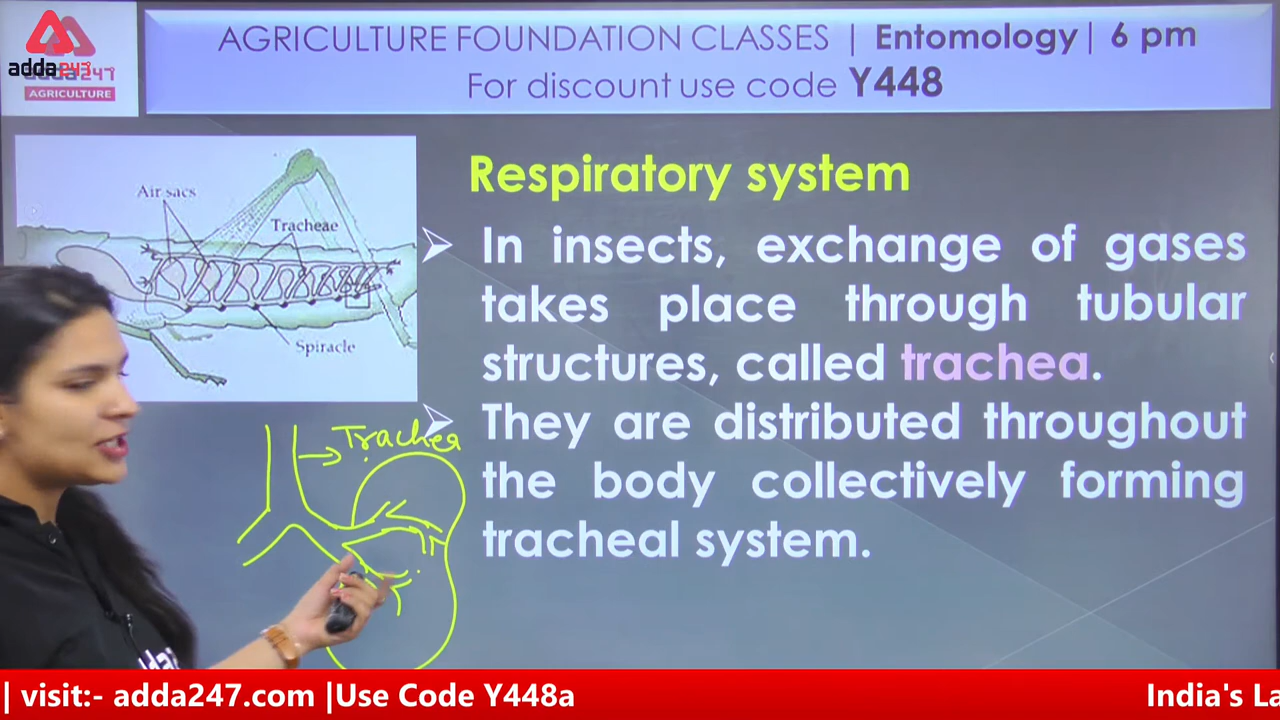 AGRICULTURE FOUNDATION CLASSES | Entomology| 6 pm
For discount use code Y448
adda247
adda247
AGRICULTURE
Air sacs
Tracheae
Spiracle
Respiratory system
In insects, exchange of gases
takes place through tubular
structures, called trachea.
They are distributed throughout
the body collectively forming
tracheal system.
Trachea
| visit:- adda247.com |Use Code Y448a
India's La